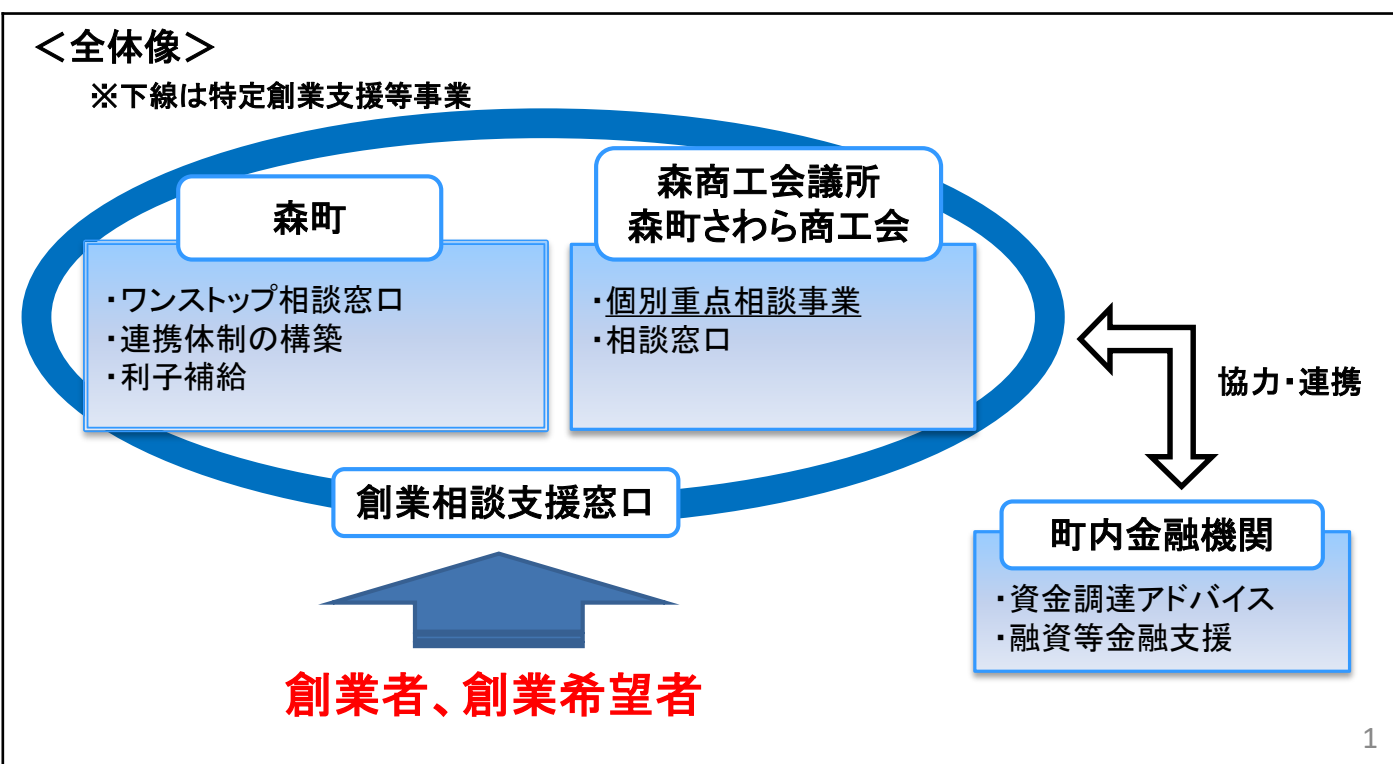 ＜全体像＞
※下線は特定創業支援等事業
森町
・ワンストップ相談窓口
・連携体制の構築
・利子補給
森商工会議所
森町さわら商工会
・個別重点相談事業
・相談窓口
協力・連携
創業相談支援窓口
町内金融機関
・資金調達アドバイス
・融資等金融支援
創業者、創業希望者
1